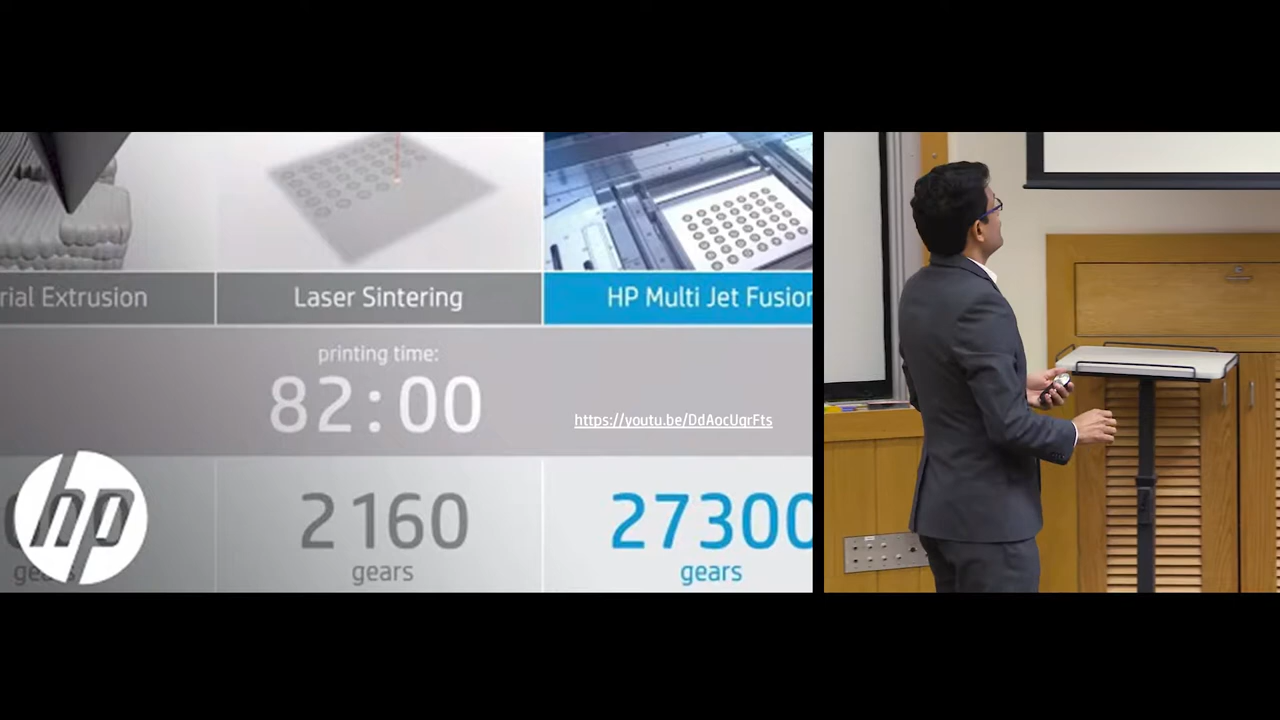 rial Extrusion
Laser Sintering
HP Multi Jet Fusion
printing time:
82:00
https://youtu.be/DdAocUqrFts
2160
27300
gears
gears
hp